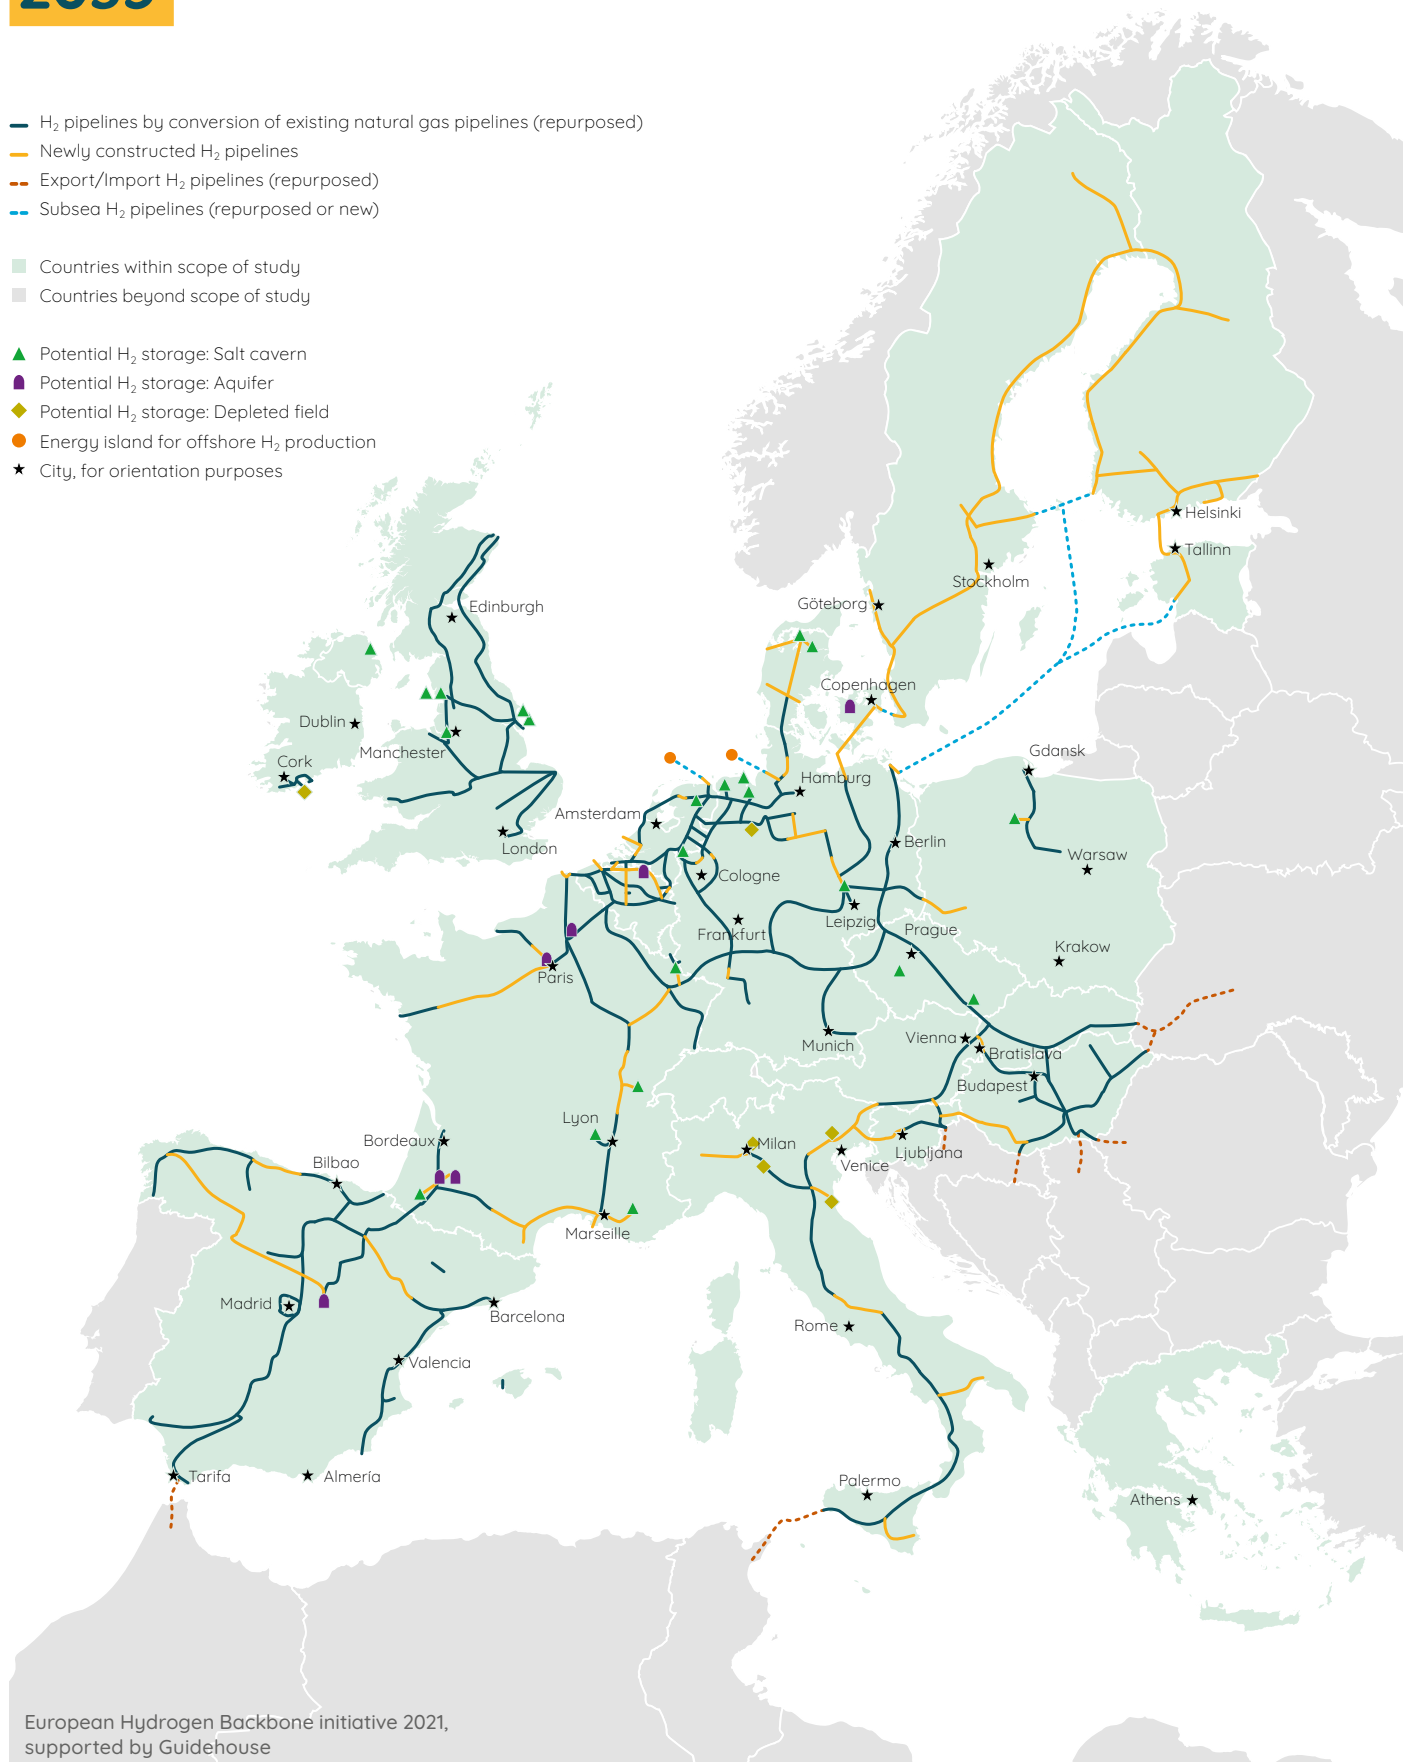 2035
H₂ pipelines by conversion of existing natural gas pipelines (repurposed)
Newly constructed H₂ pipelines
Export/Import H₂ pipelines (repurposed)
Subsea H₂ pipelines (repurposed or new)
Countries within scope of study
Countries beyond scope of study
Potential H₂ storage: Salt cavern
Potential H₂ storage: Aquifer
Potential H₂ storage: Depleted field
Energy island for offshore H₂ production
City, for orientation purposes
Helsinki
Tallinn
Stockholm
Göteborg
Edinburgh
Copenhagen
Dublin
Manchester
Gdansk
Cork
Hamburg
Amsterdam
Berlin
London
Warsaw
Cologne
Leipzig
Frankfurt
Prague
Krakow
Paris
Vienna
Munich
Bratislava
Budapest
Lyon
Bordeaux
Milan
Ljubljana
Bilbao
Venice
Marseille
Madrid
Barcelona
Rome
Valencia
Tarifa
Almería
Palermo
Athens
European Hydrogen Backbone initiative 2021,
supported by Guidehouse